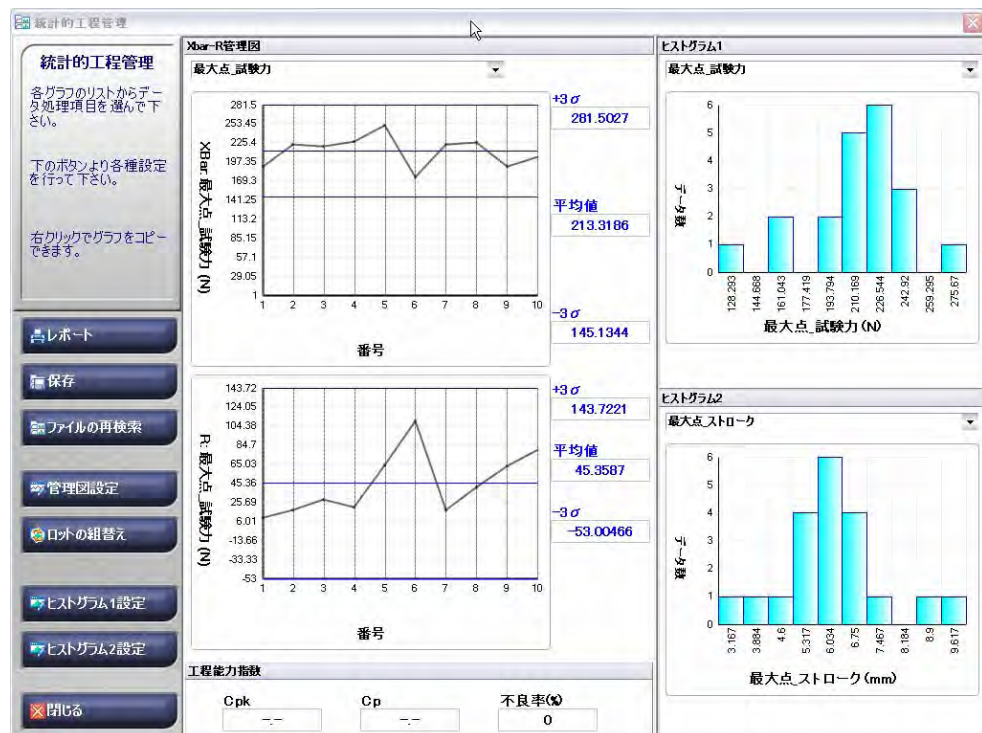 統計的工程管理
統計的工程管理
各グラフのリストからデー
タ処理項目を選んで下
さい。
下のボタンより各種設定
を行って下さい。
右クリックでグラフをコピー
できます。
レポート
保存
ファイルの再検索
管理図設定
ロットの組替え
ヒストグラム1設定
ヒストグラム2設定
閉じる
Xbar-R管理図
最大点_試験力
XBar: 最大点_試験力 (N)
281.5
253.45
225.4
197.35
169.3
141.25
113.2
85.15
57.1
29.05
1
1 2 3 4 5 6 7 8 9 10
番号
+3σ
281.5027
平均値
213.3186
-3σ
145.1344
R: 最大点_試験力 (N)
143.72
124.05
104.38
84.7
65.03
45.36
25.69
6.01
-13.66
-33.33
-53
1 2 3 4 5 6 7 8 9 10
番号
+3σ
143.7221
平均値
45.3587
-3σ
-53.00466
工程能力指数
Cpk Cp 不良率(%)
-.- -.- 0
ヒストグラム1
最大点_試験力
データ数
6
5
4
3
2
1
0
128.293 144.668 161.043 177.419 193.794 210.169 226.544 242.92 259.295 275.67
最大点_試験力 (N)
ヒストグラム2
最大点_ストローク
データ数
6
5
4
3
2
1
0
3.167 3.884 4.6 5.317 6.034 6.75 7.467 8.184 8.9 9.617
最大点_ストローク (mm)